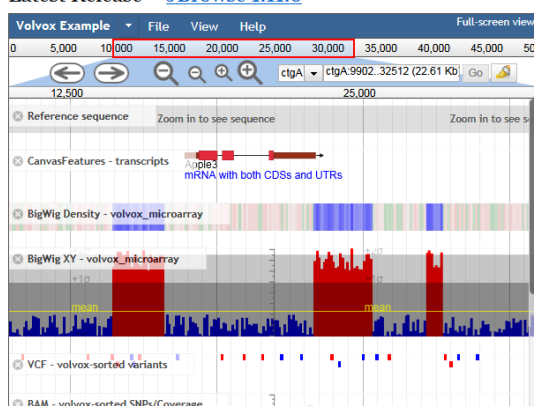 Latest Release – JBrowse 1.11.6
Volvox Example File View Help Full-screen view
0 5,000 10,000 15,000 20,000 25,000 30,000 35,000 40,000 45,000 50
ctgA ctgA:9902..32512 (22.61 Kb) Go
12,500 25,000
Reference sequence Zoom in to see sequence Zoom in to see s
CanvasFeatures - transcripts
Apple3
mRNA with both CDSs and UTRs
BigWig Density - volvox_microarray
BigWig XY - volvox_microarray
+2σ
+1σ +1σ
mean mean
VCF - volvox-sorted variants
BAM - volvox-sorted SNPs/Coverage